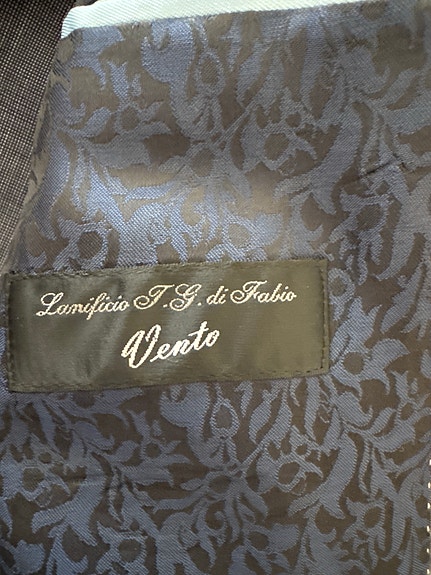 Lanificio T.G. di Fabio
Vento